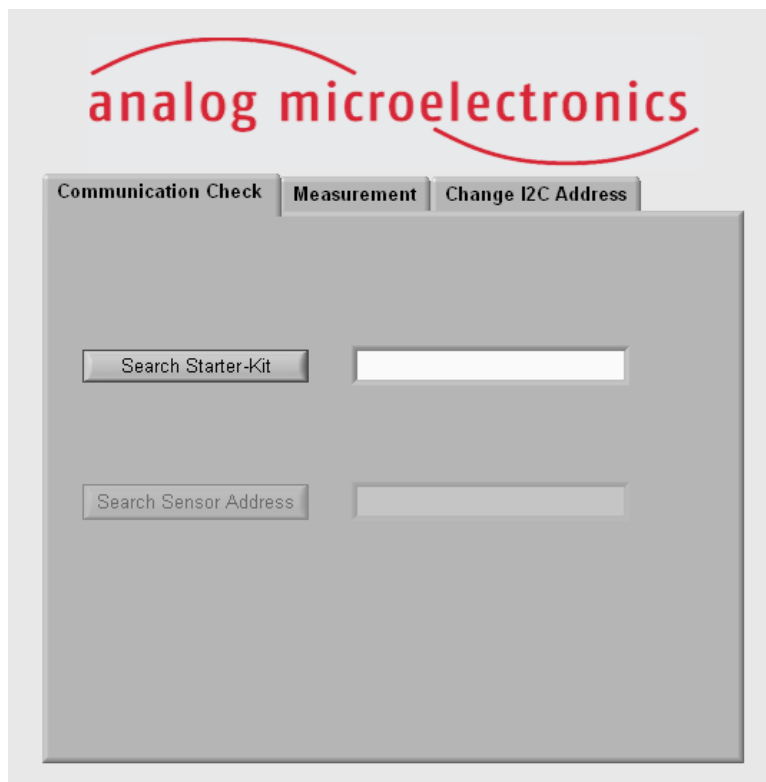 analog microelectronics
Communication Check
Measurement
Change I2C Address
Search Starter-Kit
Search Sensor Address